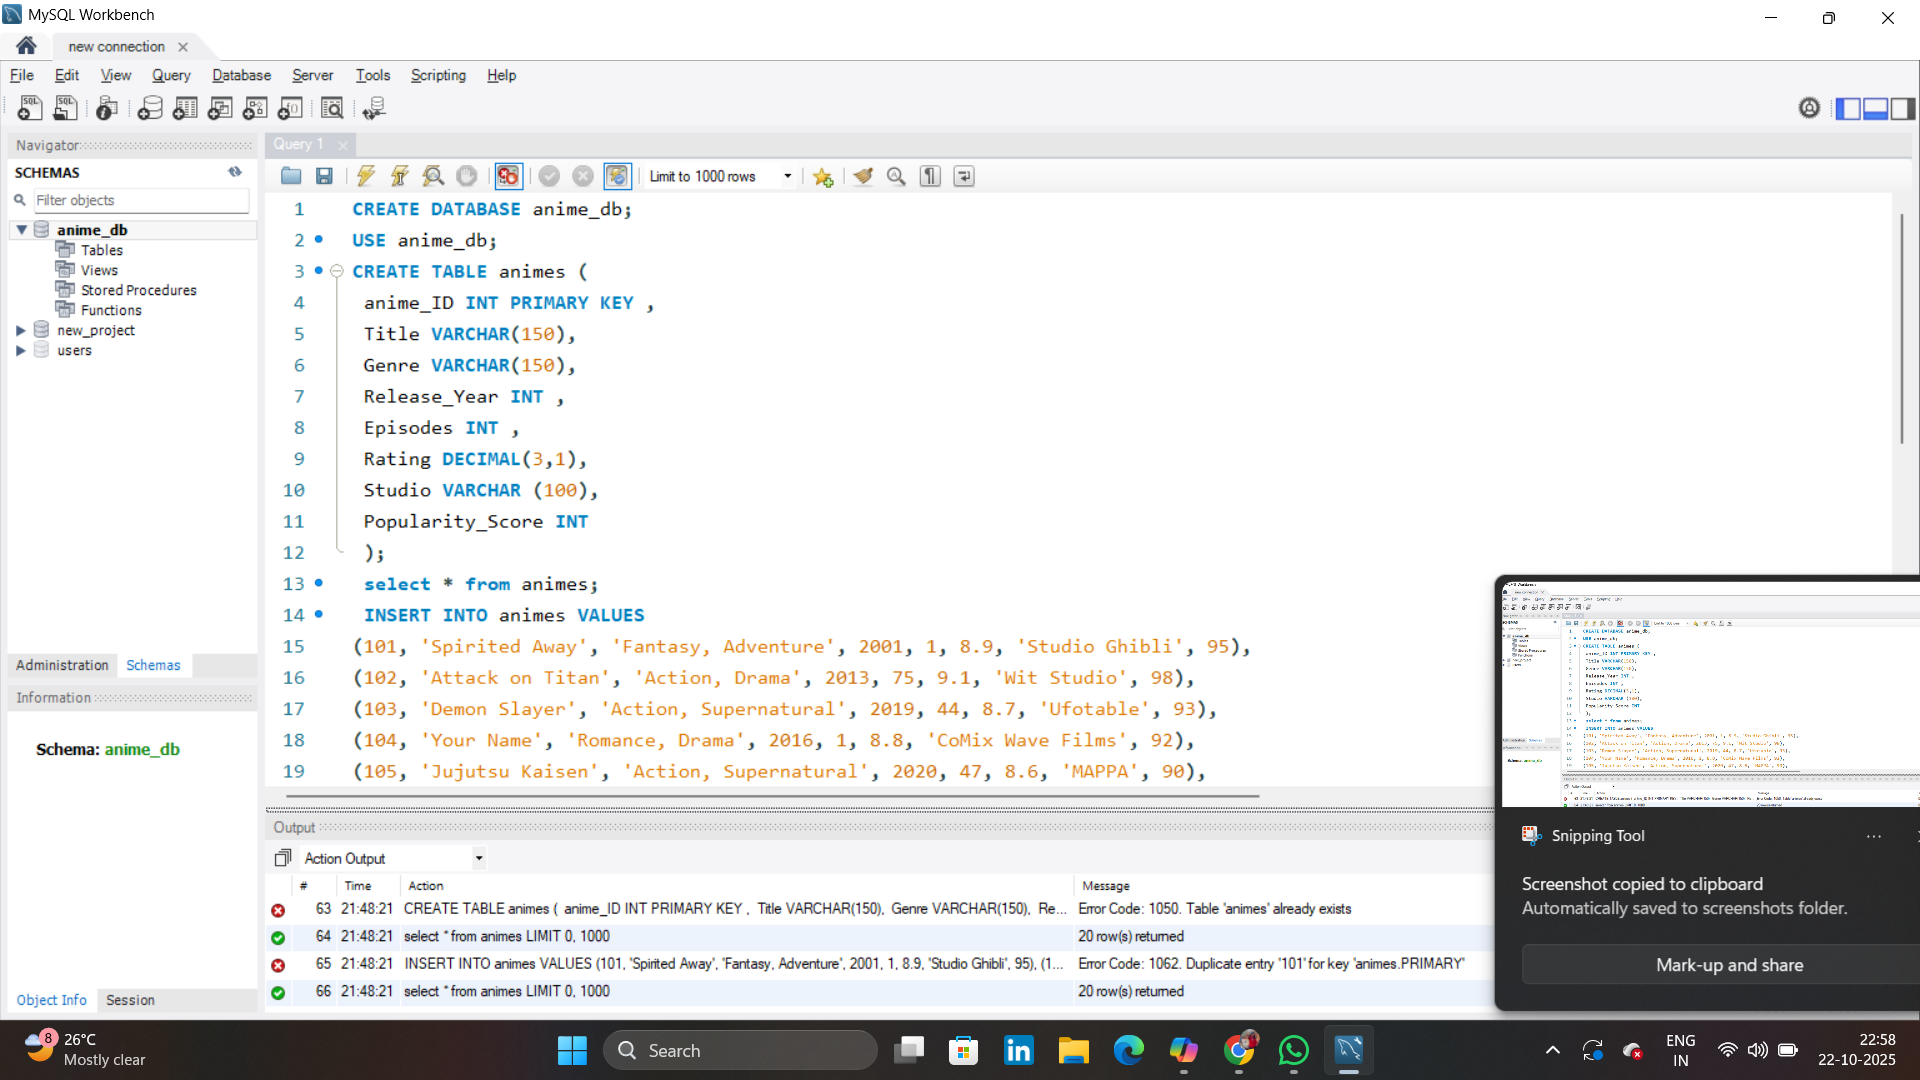 MySQL Workbench
new connection
File Edit View Query Database Server Tools Scripting Help
Navigator
SCHEMAS
Filter objects
anime_db
Tables
Views
Stored Procedures
Functions
new_project
users
Administration Schemas
Information
Schema: anime_db
Object Info Session
Query 1
Limit to 1000 rows
1 CREATE DATABASE anime_db;
2 USE anime_db;
3 CREATE TABLE animes (
4 anime_ID INT PRIMARY KEY ,
5 Title VARCHAR(150),
6 Genre VARCHAR(150),
7 Release_Year INT ,
8 Episodes INT ,
9 Rating DECIMAL(3,1),
10 Studio VARCHAR (100),
11 Popularity_Score INT
12 );
13 select * from animes;
14 INSERT INTO animes VALUES
15 (101, 'Spirited Away', 'Fantasy, Adventure', 2001, 1, 8.9, 'Studio Ghibli', 95),
16 (102, 'Attack on Titan', 'Action, Drama', 2013, 75, 9.1, 'Wit Studio', 98),
17 (103, 'Demon Slayer', 'Action, Supernatural', 2019, 44, 8.7, 'Ufotable', 93),
18 (104, 'Your Name', 'Romance, Drama', 2016, 1, 8.8, 'CoMix Wave Films', 92),
19 (105, 'Jujutsu Kaisen', 'Action, Supernatural', 2020, 47, 8.6, 'MAPPA', 90),
Output
Action Output
# Time Action Message
63 21:48:21 CREATE TABLE animes ( anime_ID INT PRIMARY KEY , Title VARCHAR(150), Genre VARCHAR(150), Re... Error Code: 1050. Table 'animes' already exists
64 21:48:21 select * from animes LIMIT 0, 1000 20 row(s) returned
65 21:48:21 INSERT INTO animes VALUES (101, 'Spirited Away', 'Fantasy, Adventure', 2001, 1, 8.9, 'Studio Ghibli', 95), (1... Error Code: 1062. Duplicate entry '101' for key 'animes.PRIMARY'
66 21:48:21 select * from animes LIMIT 0, 1000 20 row(s) returned
Snipping Tool
Screenshot copied to clipboard
Automatically saved to screenshots folder.
Mark-up and share
8
26°C
Mostly clear
Search
ENG
IN
22:58
22-10-2025